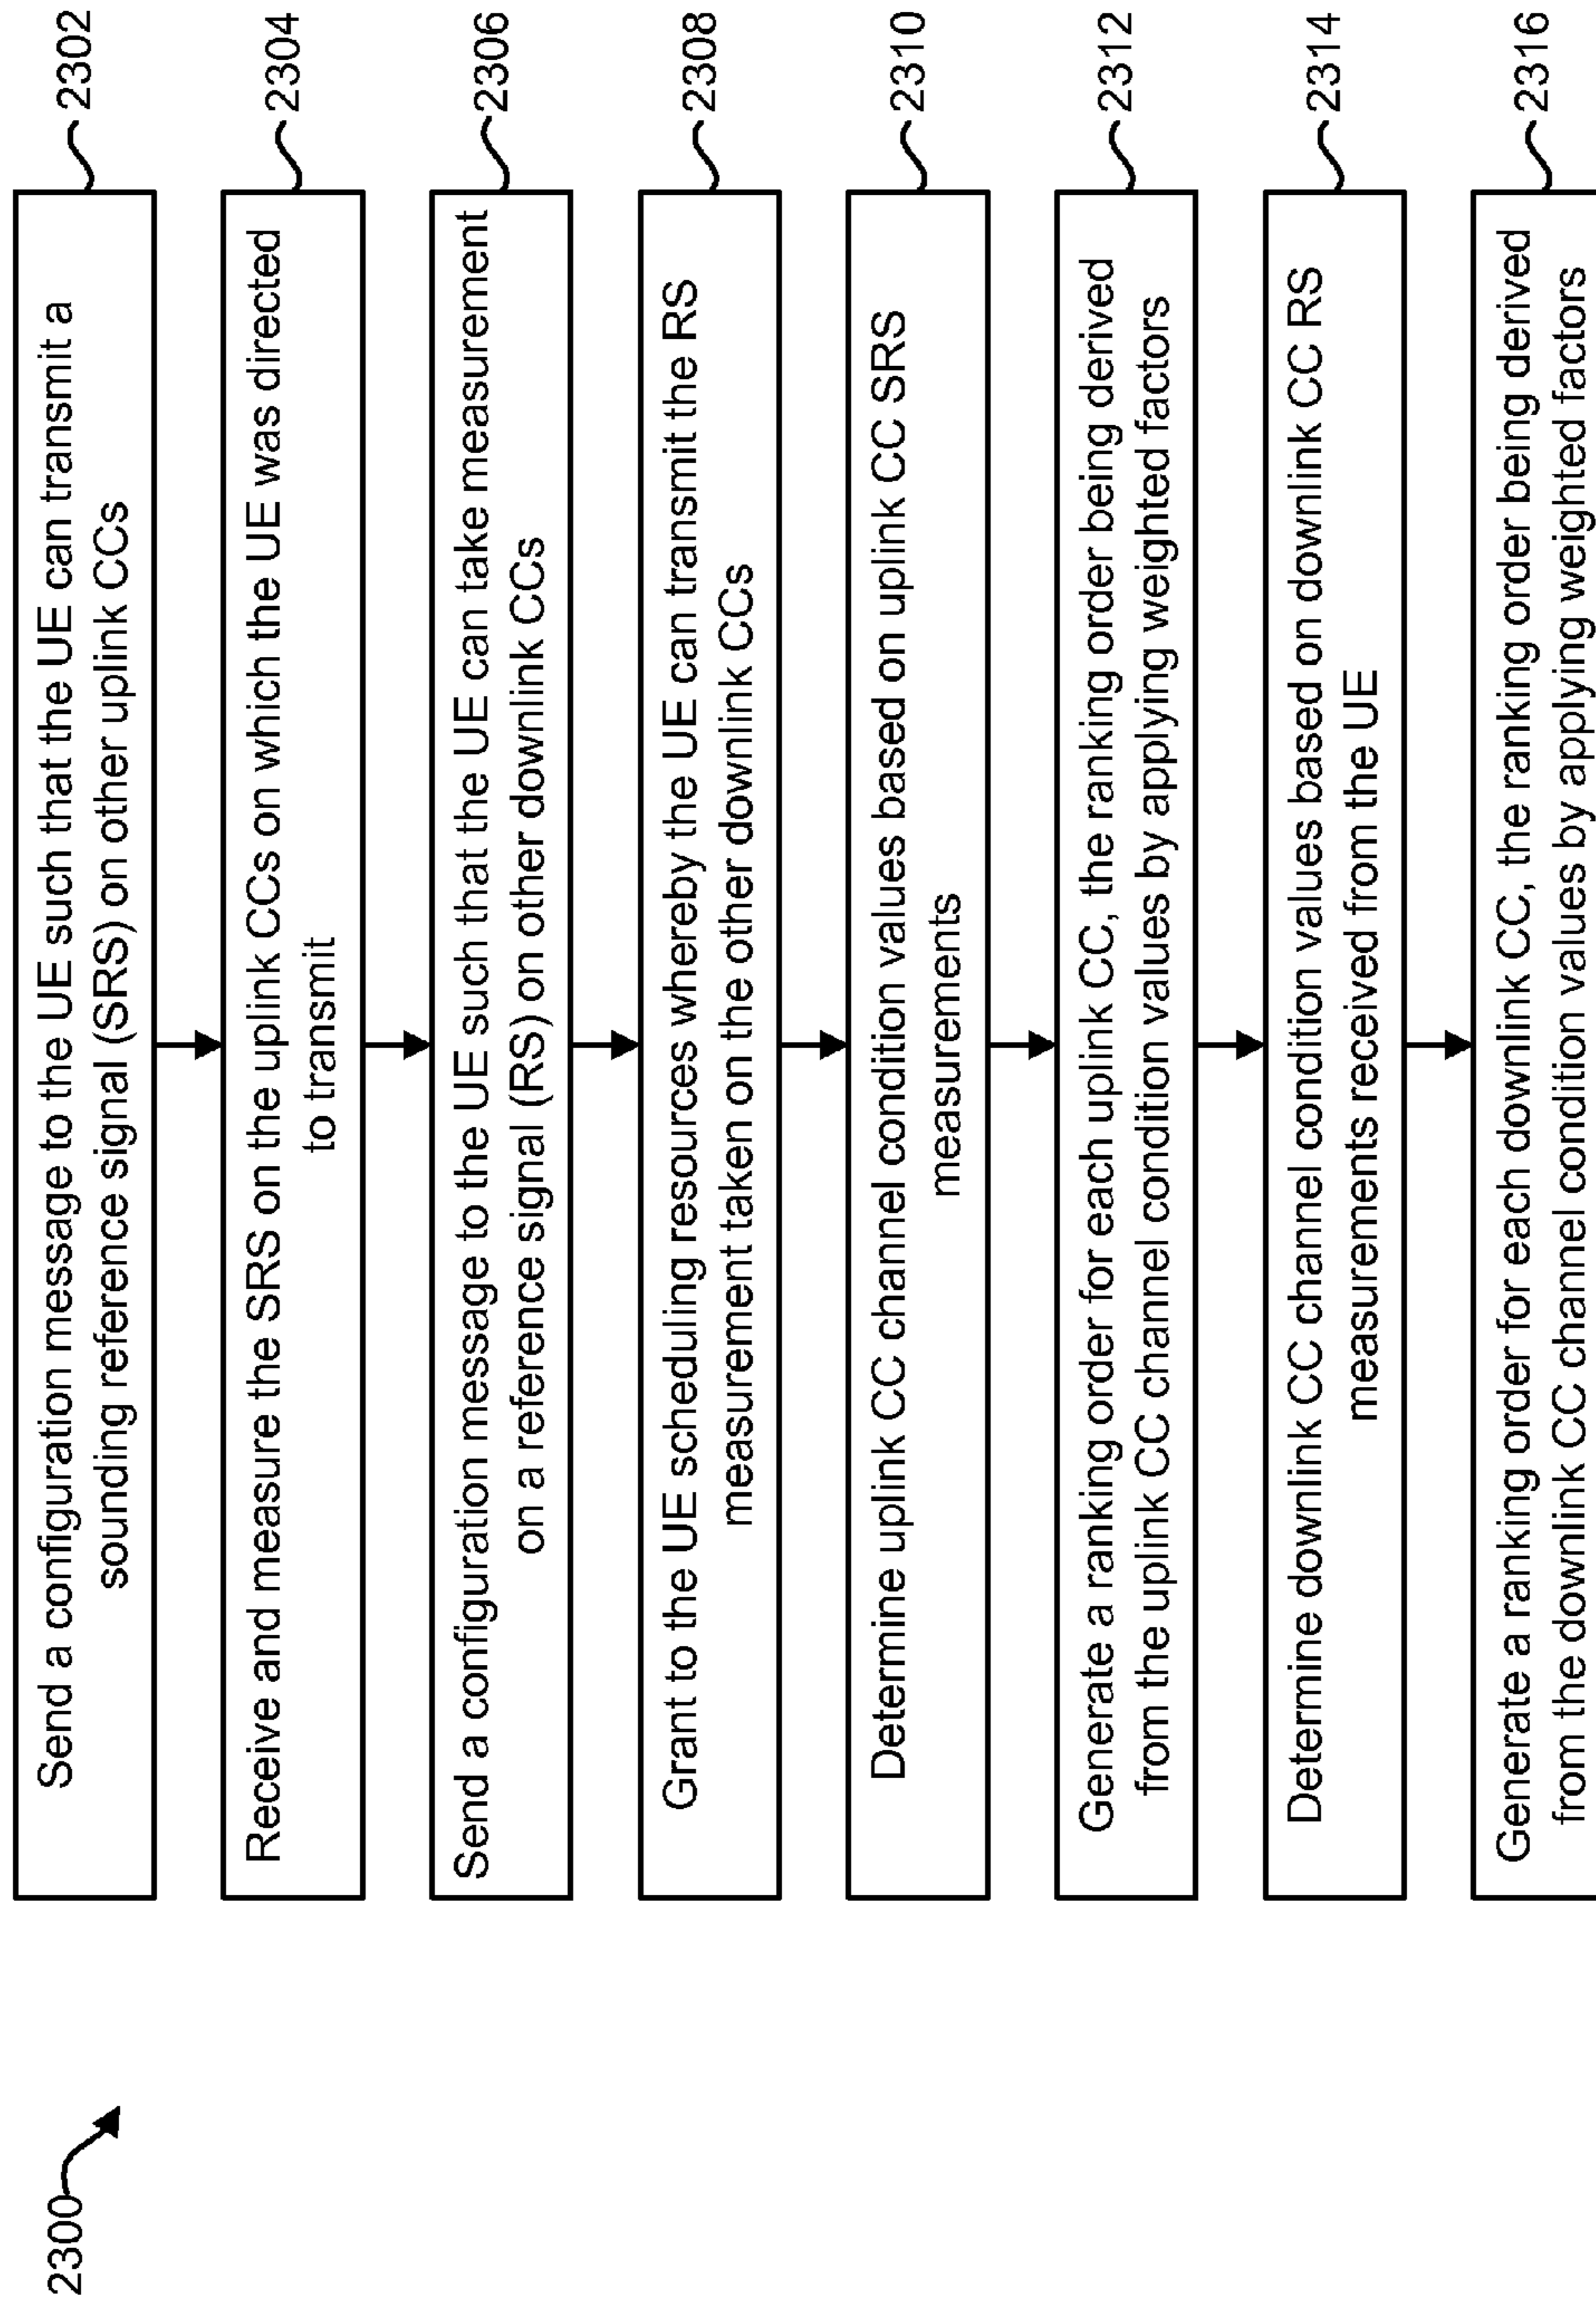 2300
Send a configuration message to the UE such that the UE can transmit a
sounding reference signal (SRS) on other uplink CCs
2302
Receive and measure the SRS on the uplink CCs on which the UE was directed
to transmit
2304
Send a configuration message to the UE such that the UE can take measurement
on a reference signal (RS) on other downlink CCs
2306
Grant to the UE scheduling resources whereby the UE can transmit the RS
measurement taken on the other downlink CCs
2308
Determine uplink CC channel condition values based on uplink CC SRS
measurements
2310
Generate a ranking order for each uplink CC, the ranking order being derived
from the uplink CC channel condition values by applying weighted factors
2312
Determine downlink CC channel condition values based on downlink CC RS
measurements received from the UE
2314
Generate a ranking order for each downlink CC, the ranking order being derived
from the downlink CC channel condition values by applying weighted factors
2316